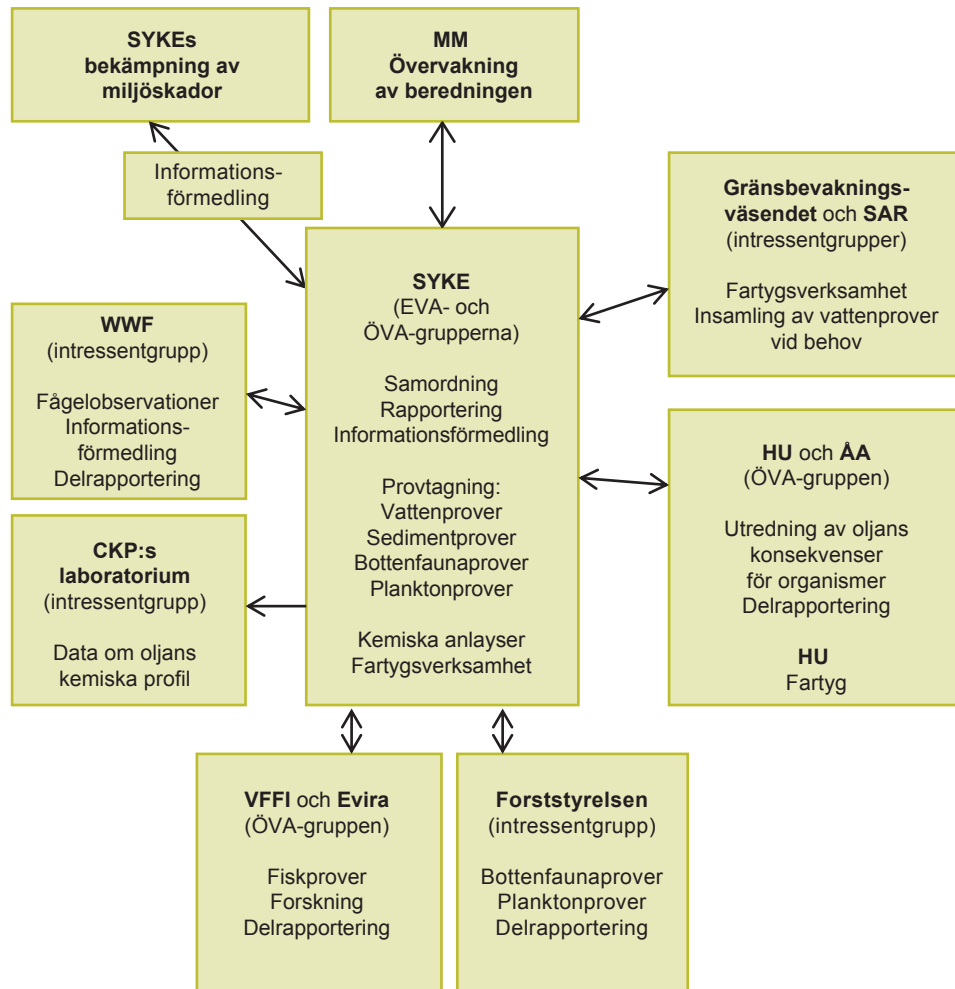 SYKEs
bekämpning av
miljöskador
MM
Övervakning
av beredningen
Informations-
förmedling
Gränsbevaknings-
väsendet och SAR
(intressentgrupper)
Fartygsverksamhet
Insamling av vattenprover
vid behov
SYKE
(EVA- och
ÖVA-grupperna)
Samordning
Rapportering
Informationsförmedling
Provtagning:
Vattenprover
Sedimentprover
Bottenfaunaprover
Planktonprover
Kemiska anlayser
Fartygsverksamhet
WWF
(intressentgrupp)
Fågelobservationer
Informations-
förmedling
Delrapportering
HU och ÅA
(ÖVA-gruppen)
Utredning av oljans
konsekvenser
för organismer
Delrapportering
HU
Fartyg
CKP:s
laboratorium
(intressentgrupp)
Data om oljans
kemiska profil
VFFI och Evira
(ÖVA-gruppen)
Fiskprover
Forskning
Delrapportering
Forststyrelsen
(intressentgrupp)
Bottenfaunaprover
Planktonprover
Delrapportering